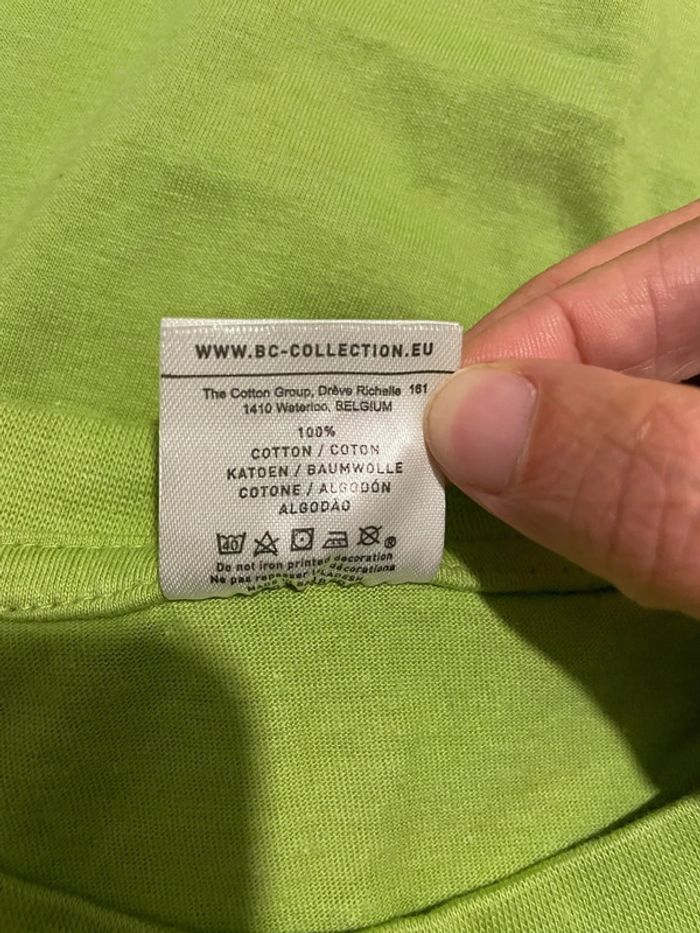 WWW.BC-COLLECTION.EU
The Cotton Group, Drève Richelle 161
1410 Waterloo, BELGIUM
100%
COTTON / COTON
KATOEN / BAUMWOLLE
COTONE / ALGODÓN
ALGODÃO
40 ®
Do not iron printed decoration
Ne pas repasser décorations